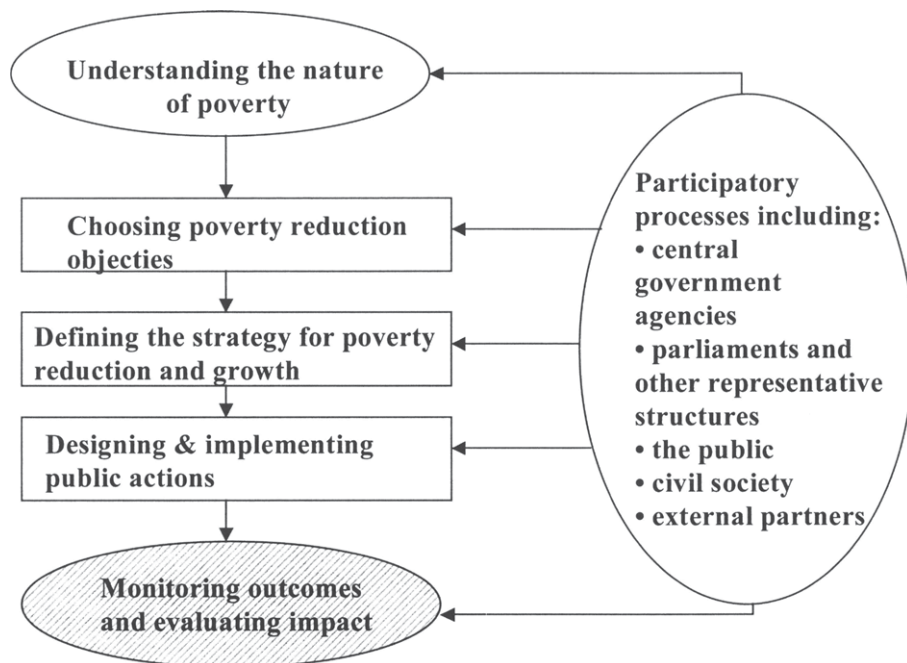 Understanding the nature
of poverty
Choosing poverty reduction
objecties
Defining the strategy for poverty
reduction and growth
Designing & implementing
public actions
Monitoring outcomes
and evaluating impact
Participatory
processes including:
• central
government
agencies
• parliaments and
other representative
structures
• the public
• civil society
• external partners